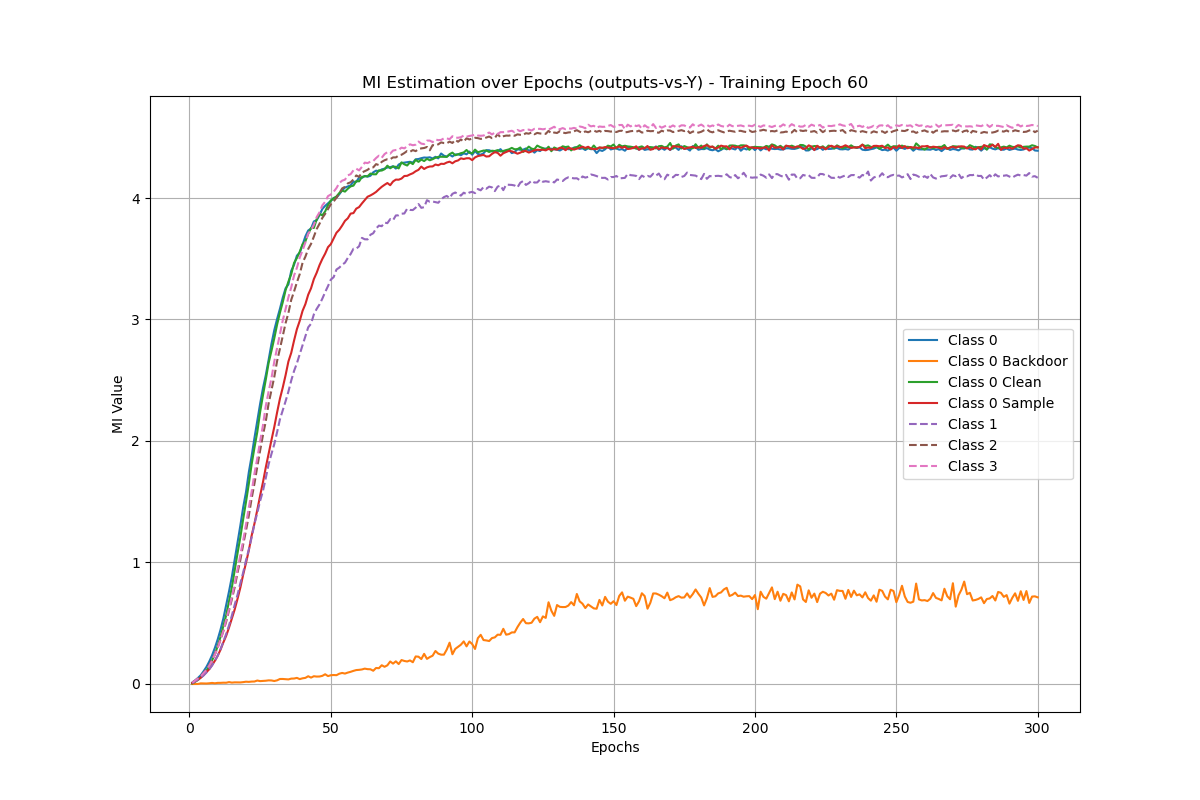 MI Estimation over Epochs (outputs-vs-Y) - Training Epoch 60
MI Value
4
3
2
1
0
Class 0
Class 0 Backdoor
Class 0 Clean
Class 0 Sample
Class 1
Class 2
Class 3
0 50 100 150 200 250 300
Epochs